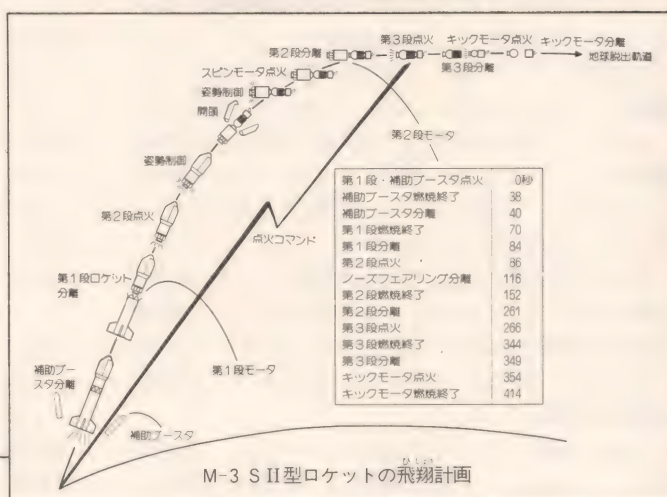 第2段分離
第3段点火
キックモータ点火
キックモータ分離
地球脱出軌道
第3段分離
スピンモータ点火
姿勢制御
開頭
第2段モータ
姿勢制御
第2段点火
点火コマンド
第1段ロケット
分離
第1段モータ
補助ブー
スタ分離
補助ブースタ
第1段・補助ブースタ点火 0秒
補助ブースタ燃焼終了 38
補助ブースタ分離 40
第1段燃焼終了 70
第1段分離 84
第2段点火 86
ノーズフェアリング分離 116
第2段燃焼終了 152
第2段分離 261
第3段点火 266
第3段燃焼終了 344
第3段分離 349
キックモータ点火 354
キックモータ燃焼終了 414
M-3SII型ロケットの飛翔計画